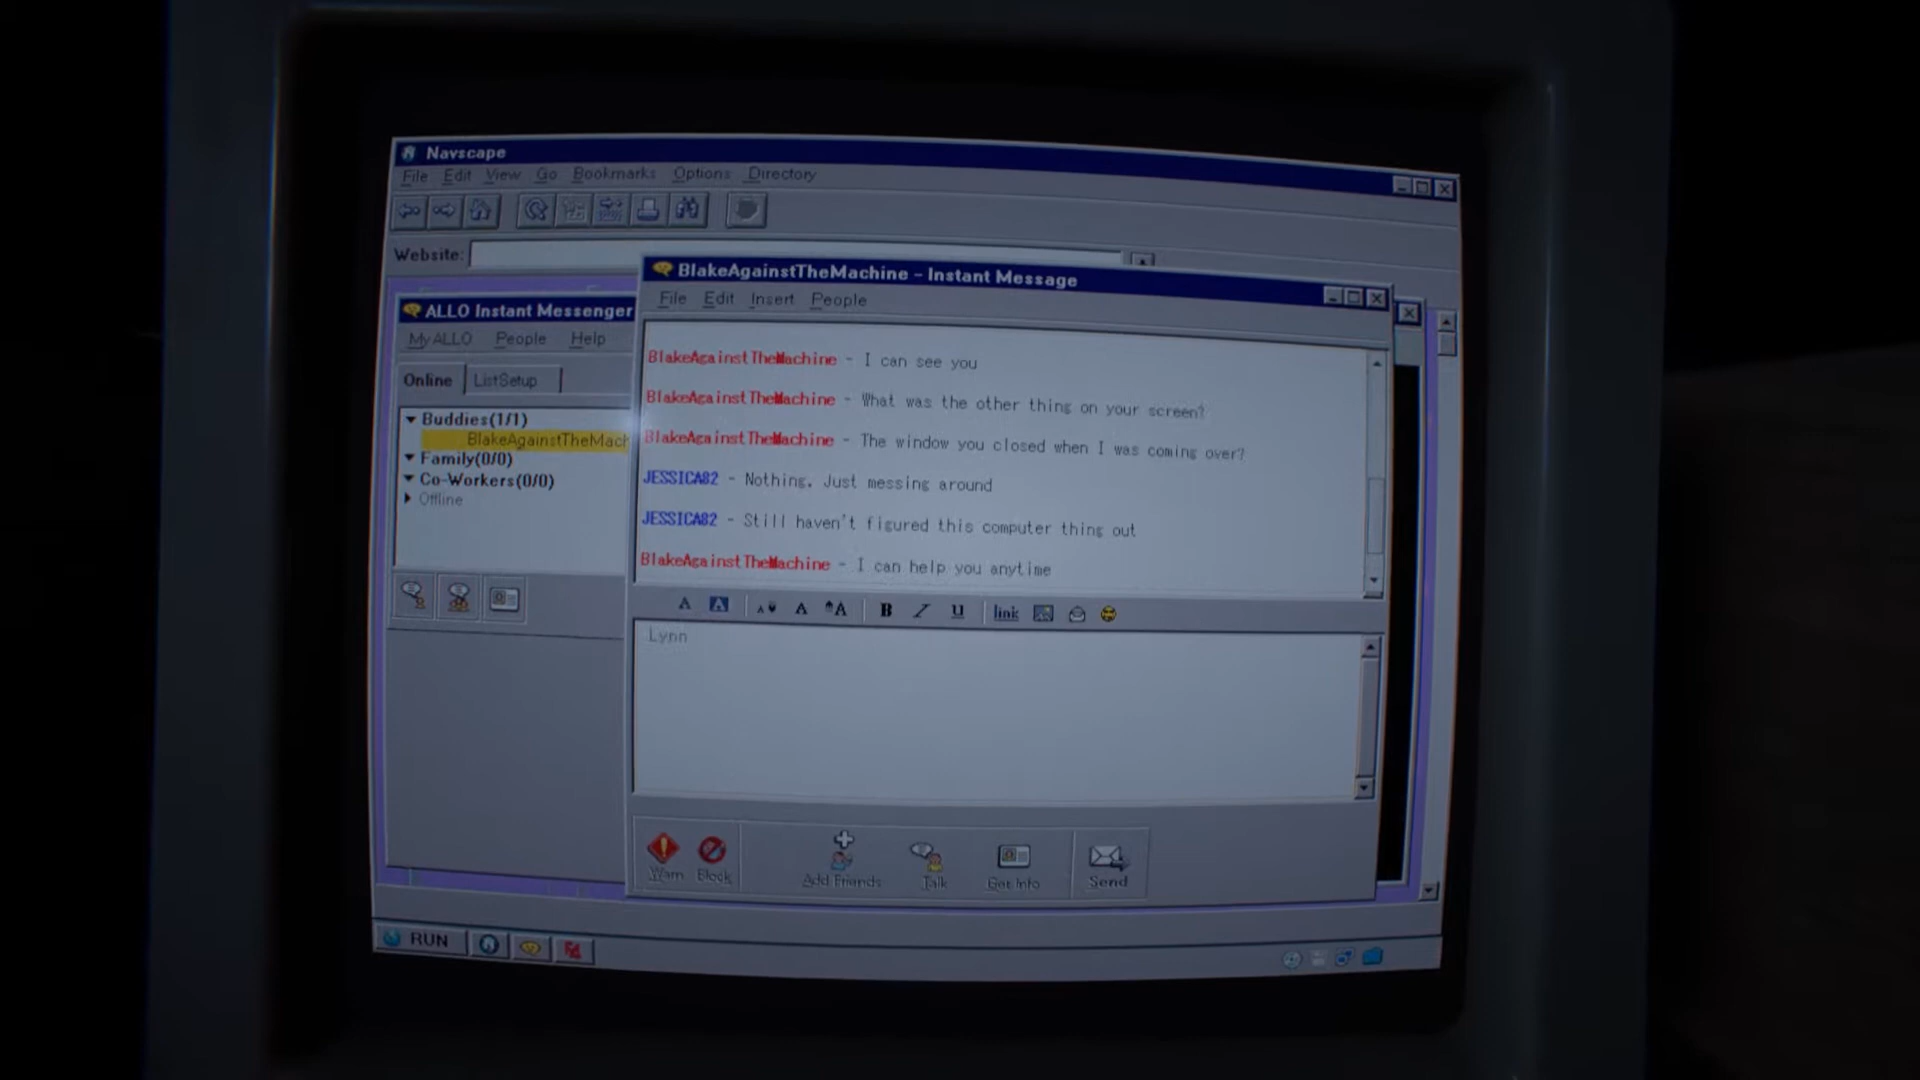 Navscape
File Edit View Go Bookmarks Options Directory
Website:
ALLO Instant Messenger
MyALLO People Help
Online ListSetup
Buddies(1/1)
BlakeAgainstTheMach
Family(0/0)
Co-Workers(0/0)
Offline
BlakeAgainstTheMachine - Instant Message
File Edit Insert People
BlakeAgainstTheMachine - I can see you
BlakeAgainstTheMachine - What was the other thing on your screen?
BlakeAgainstTheMachine - The window you closed when I was coming over?
JESSICA82 - Nothing. Just messing around
JESSICA82 - Still haven't figured this computer thing out
BlakeAgainstTheMachine - I can help you anytime
A A A A A B I U link
Lynn
Warn Block Add Friends Talk Get Info Send
RUN